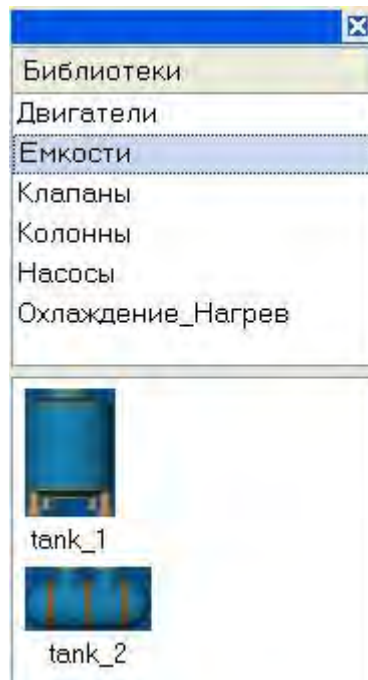 Библиотеки
Двигатели
Емкости
Клапаны
Колонны
Насосы
Охлаждение_Нагрев
tank_1
tank_2